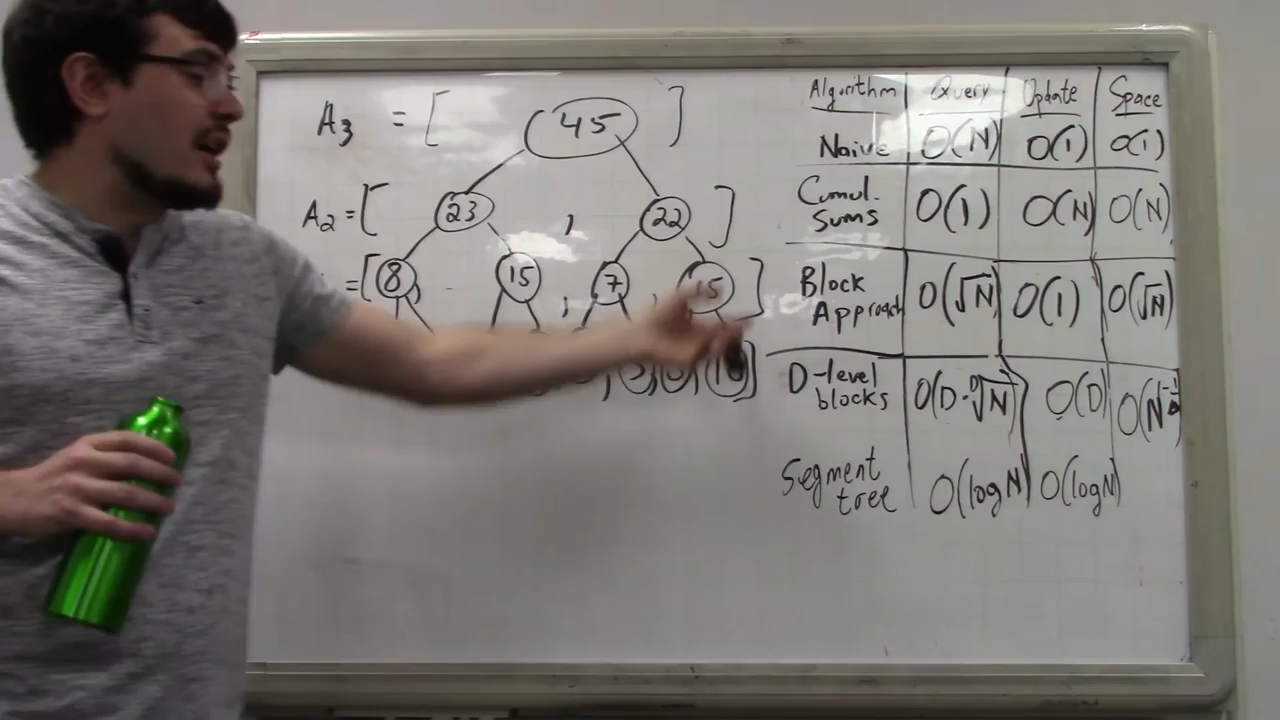 A3 = [ 45 ]
A2 = [ 23 , 22 ]
= [ 8, 15 , 7 , 15 ]
Algorithm Query Update Space
Naive O(N) O(1) O(1)
Cumul. Sums O(1) O(N) O(N)
Block Approach O(√N) O(1) O(√N)
D-level blocks O(D·ᴰ√N) O(D)
Segment tree O(log N) O(log N)